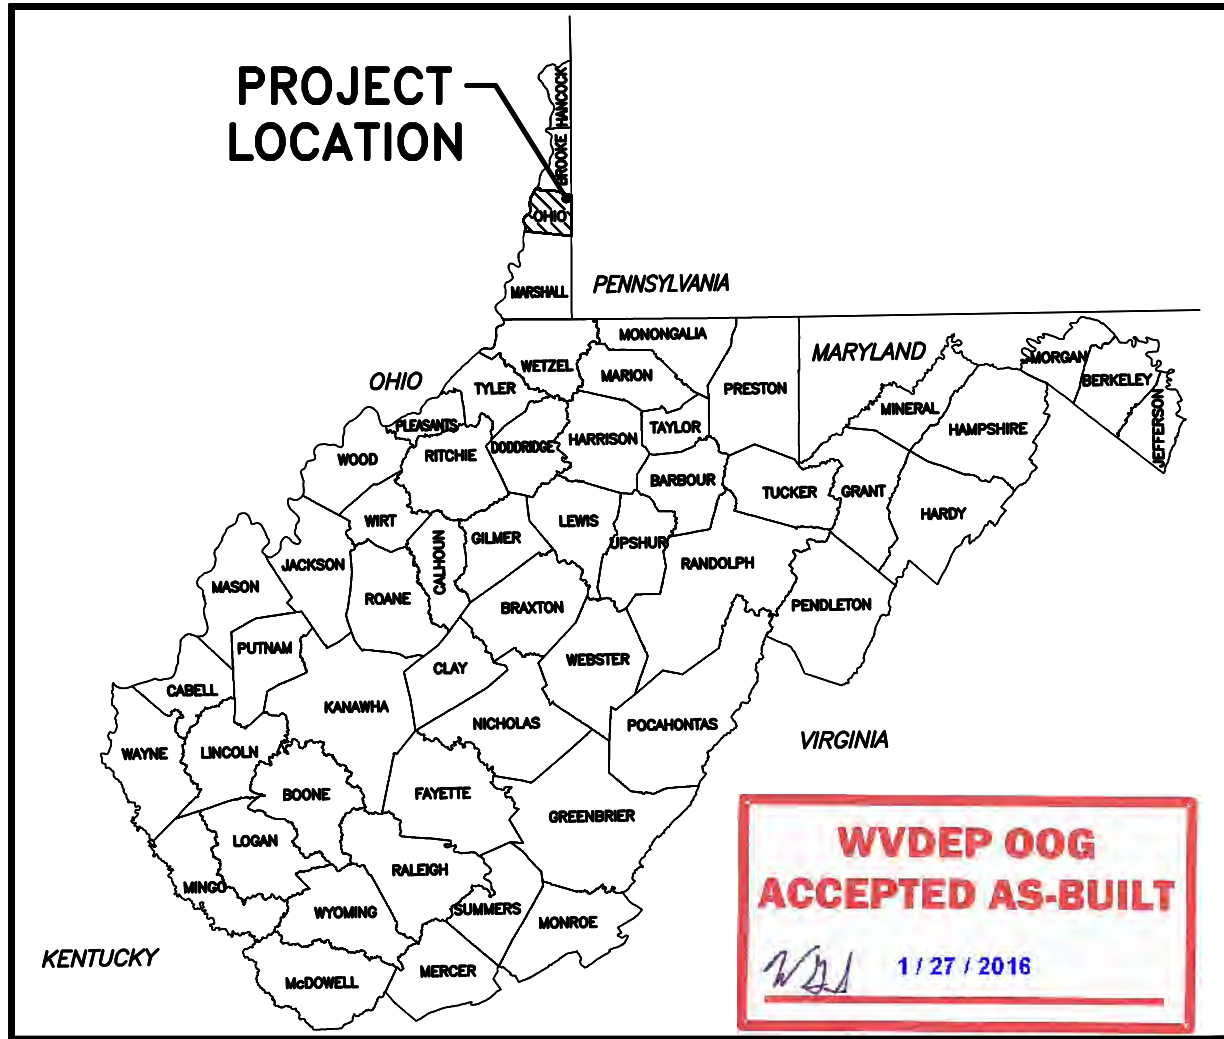 PROJECT
LOCATION
HANCOCK
BROOKE
OHIO
MARSHALL
PENNSYLVANIA
MONONGALIA
WETZEL
MARION
PRESTON
MARYLAND
MORGAN
BERKELEY
JEFFERSON
OHIO
TYLER
PLEASANTS
MINERAL
HAMPSHIRE
WOOD
RITCHIE
DODDRIDGE
HARRISON
TAYLOR
BARBOUR
TUCKER
GRANT
HARDY
WIRT
CALHOUN
GILMER
LEWIS
UPSHUR
RANDOLPH
JACKSON
MASON
ROANE
BRAXTON
PENDLETON
PUTNAM
CLAY
WEBSTER
CABELL
KANAWHA
NICHOLAS
POCAHONTAS
WAYNE
LINCOLN
VIRGINIA
BOONE
FAYETTE
GREENBRIER
LOGAN
RALEIGH
MINGO
WYOMING
SUMMERS
MONROE
KENTUCKY
McDOWELL
MERCER
WVDEP OOG
ACCEPTED AS-BUILT
1 / 27 / 2016